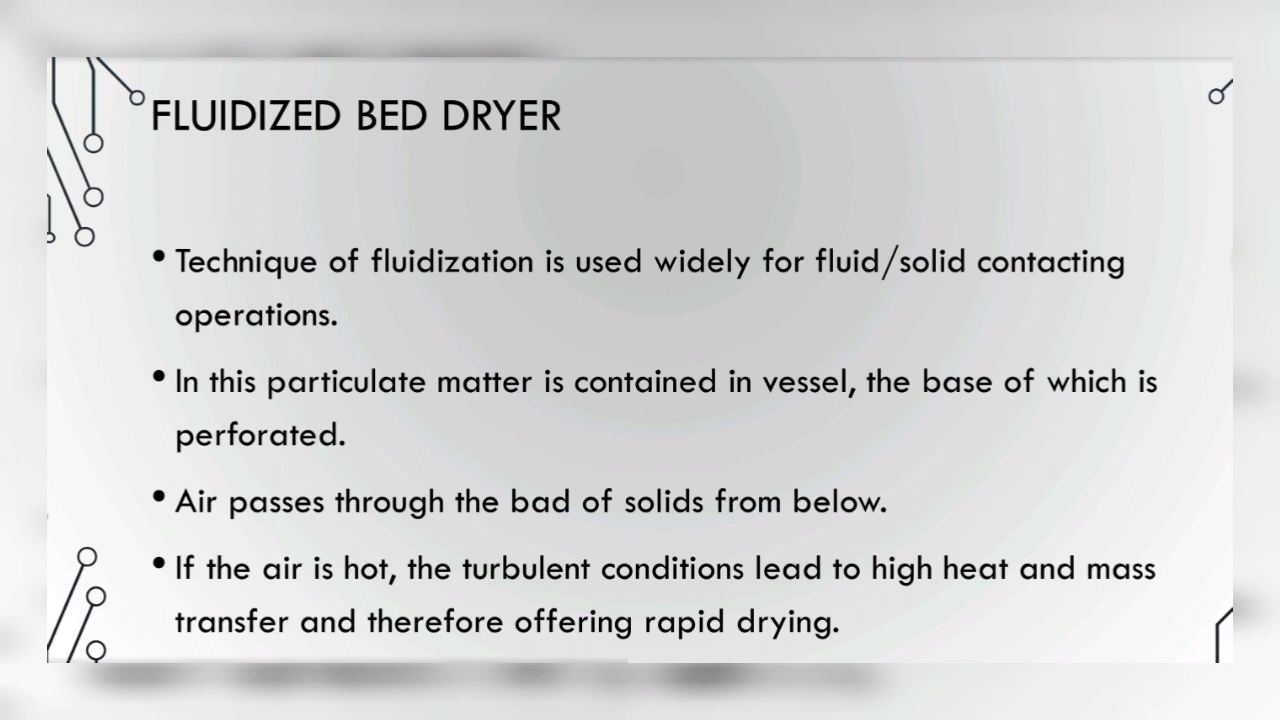 FLUIDIZED BED DRYER
• Technique of fluidization is used widely for fluid/solid contacting
operations.
• In this particulate matter is contained in vessel, the base of which is
perforated.
• Air passes through the bad of solids from below.
• If the air is hot, the turbulent conditions lead to high heat and mass
transfer and therefore offering rapid drying.